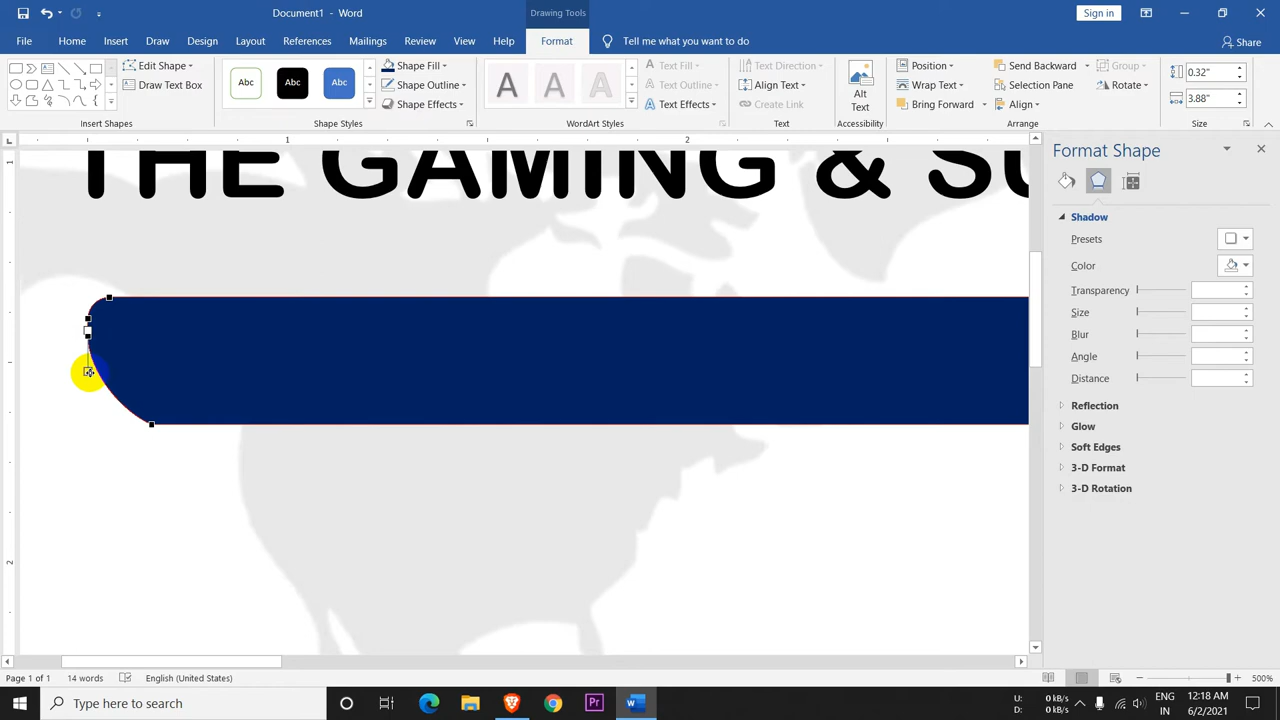 Document1 - Word
Drawing Tools
Sign in
File
Home
Insert
Draw
Design
Layout
References
Mailings
Review
View
Help
Format
Tell me what you want to do
Share
Edit Shape
Draw Text Box
Insert Shapes
Abc
Abc
Abc
Shape Fill
Shape Outline
Shape Effects
Shape Styles
A
A
A
Text Fill
Text Outline
Text Effects
WordArt Styles
Text Direction
Align Text
Create Link
Text
Alt
Text
Accessibility
Position
Wrap Text
Bring Forward
Send Backward
Selection Pane
Align
Group
Rotate
Arrange
0.32"
3.88"
Size
1
2
1
2
THE GAMING & SU
Format Shape
Shadow
Presets
Color
Transparency
Size
Blur
Angle
Distance
Reflection
Glow
Soft Edges
3-D Format
3-D Rotation
Page 1 of 1
14 words
English (United States)
500%
Type here to search
Pr
U: 0 kB/s
D: 0 kB/s
ENG
IN
12:18 AM
6/2/2021